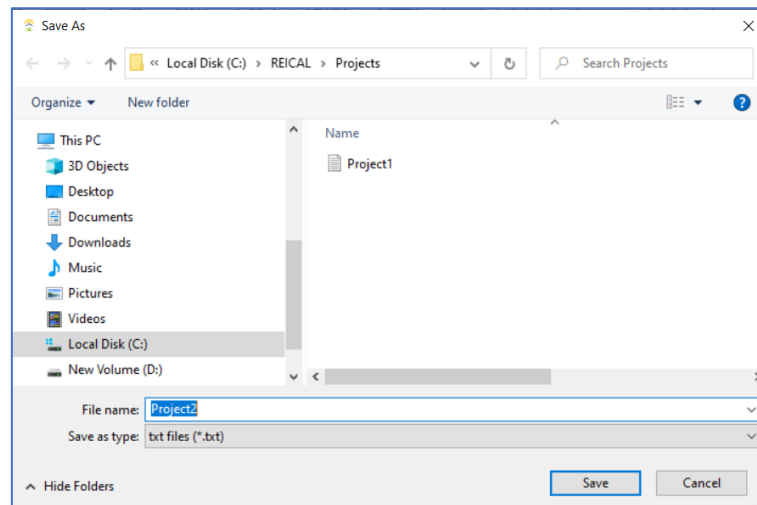 Save As
« Local Disk (C:) > REICAL > Projects
Search Projects
Organize
New folder
?
This PC
3D Objects
Desktop
Documents
Downloads
Music
Pictures
Videos
Local Disk (C:)
New Volume (D:)
Name
Project1
File name: Project2
Save as type: txt files (*.txt)
Hide Folders
Save
Cancel